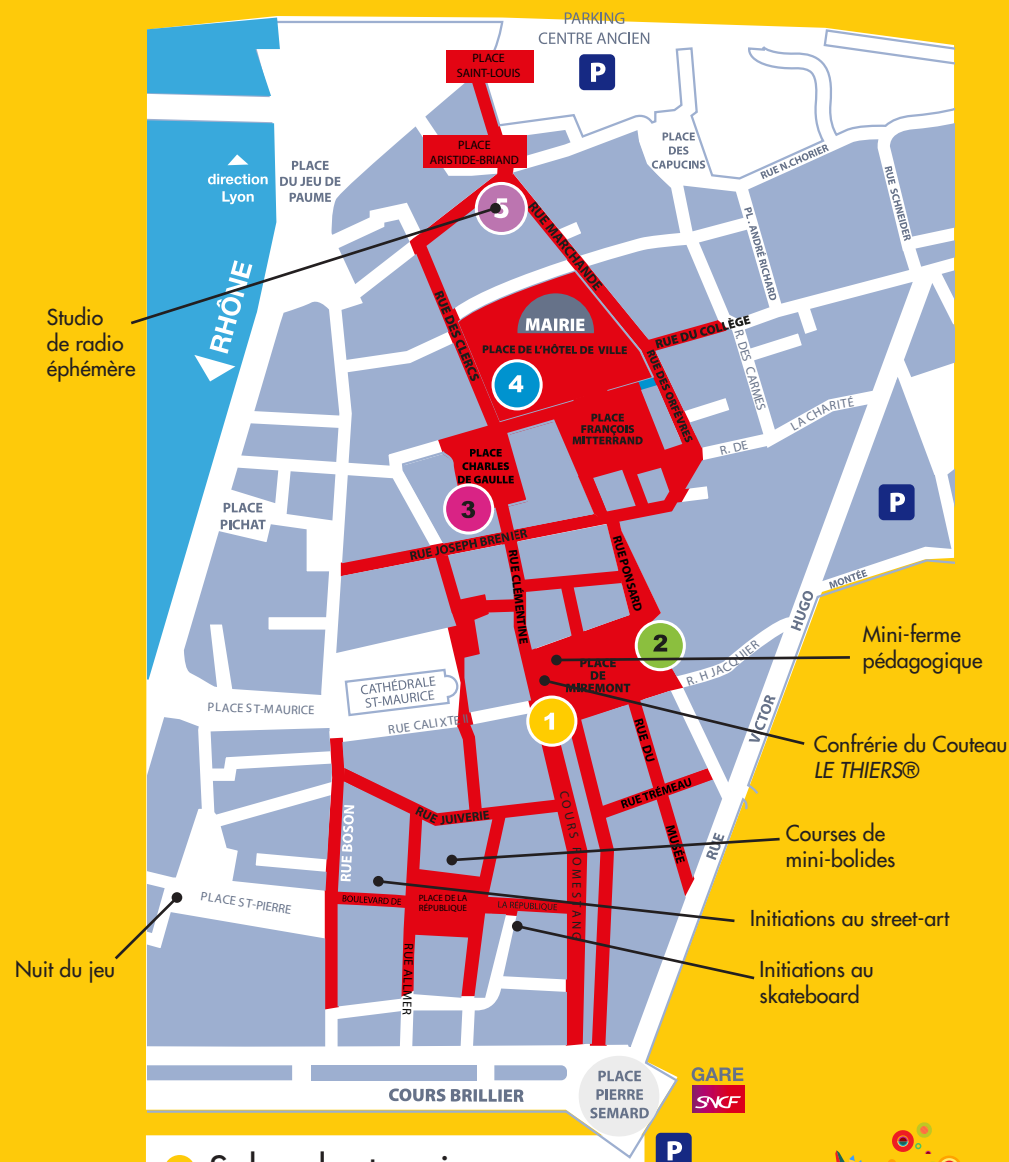 PARKING
CENTRE ANCIEN
P
PLACE
SAINT-LOUIS
PLACE
ARISTIDE-BRIAND
PLACE
DES
CAPUCINS
RUE N.CHORIER
RUE SCHNEIDER
direction
Lyon
PLACE
DU JEU DE
PAUME
5
RUE MARCHANDE
PL. ANDRÉ RICHARD
RHÔNE
Studio
de radio
éphémère
RUE DES CLERCS
MAIRIE
PLACE DE L'HÔTEL DE VILLE
RUE DU COLLÈGE
R. DES CARMES
4
RUE DES ORFÈVRES
PLACE
FRANÇOIS
MITTERRAND
R. DE
LA CHARITÉ
PLACE
CHARLES
DE GAULLE
3
PLACE
PICHAT
P
RUE JOSEPH BRENIER
RUE CLÉMENTINE
RUE PONSARD
MONTÉE
HUGO
2
Mini-ferme
pédagogique
PLACE
DE
MIREMONT
R. H JACQUIER
CATHÉDRALE
ST-MAURICE
PLACE ST-MAURICE
RUE CALIXTE II
1
VICTOR
Confrérie du Couteau
LE THIERS®
RUE DU
MUSÉE
RUE TRÉMEAU
RUE JUIVERIE
COURS ROMESTANG
RUE BOSON
RUE
Courses de
mini-bolides
PLACE ST-PIERRE
BOULEVARD DE
PLACE DE LA
RÉPUBLIQUE
LA RÉPUBLIQUE
Initiations au street-art
Nuit du jeu
RUE ALLMER
Initiations au
skateboard
COURS BRILLIER
PLACE
PIERRE
SEMARD
GARE
SNCF
P